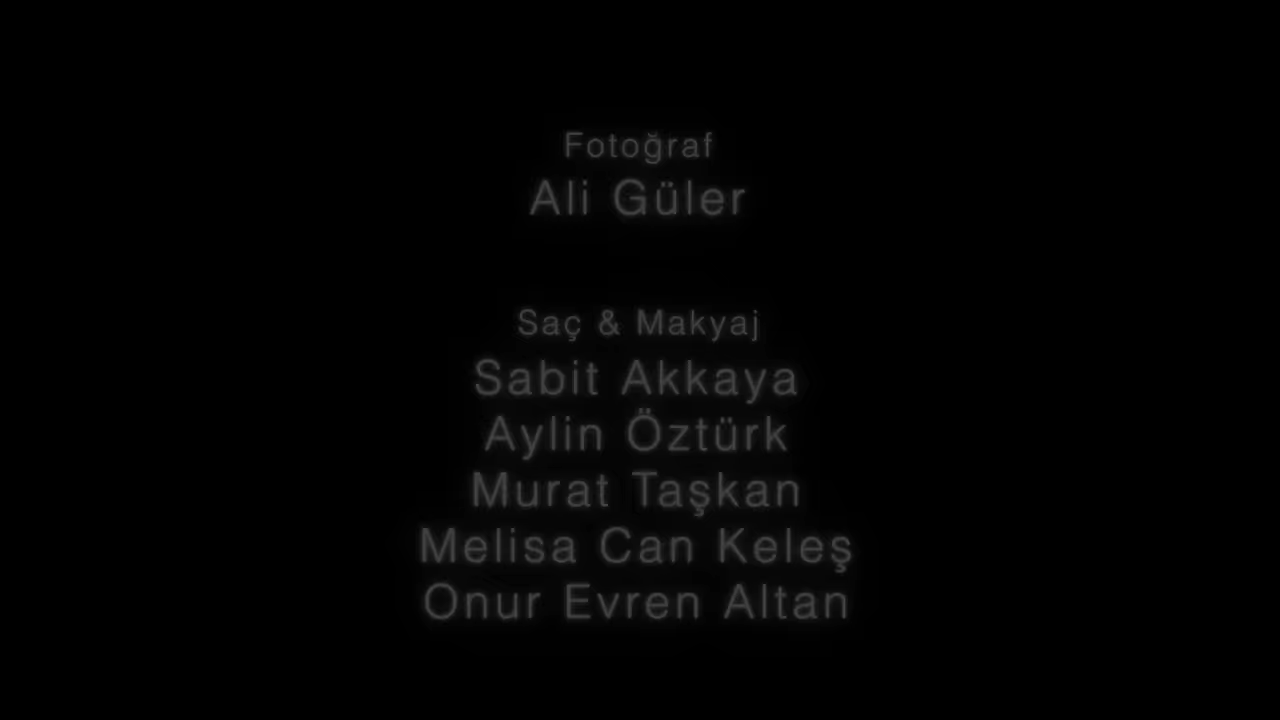 Fotoğraf
Ali Güler
Saç & Makyaj
Sabit Akkaya
Aylin Öztürk
Murat Taşkan
Melisa Can Keleş
Onur Evren Altan